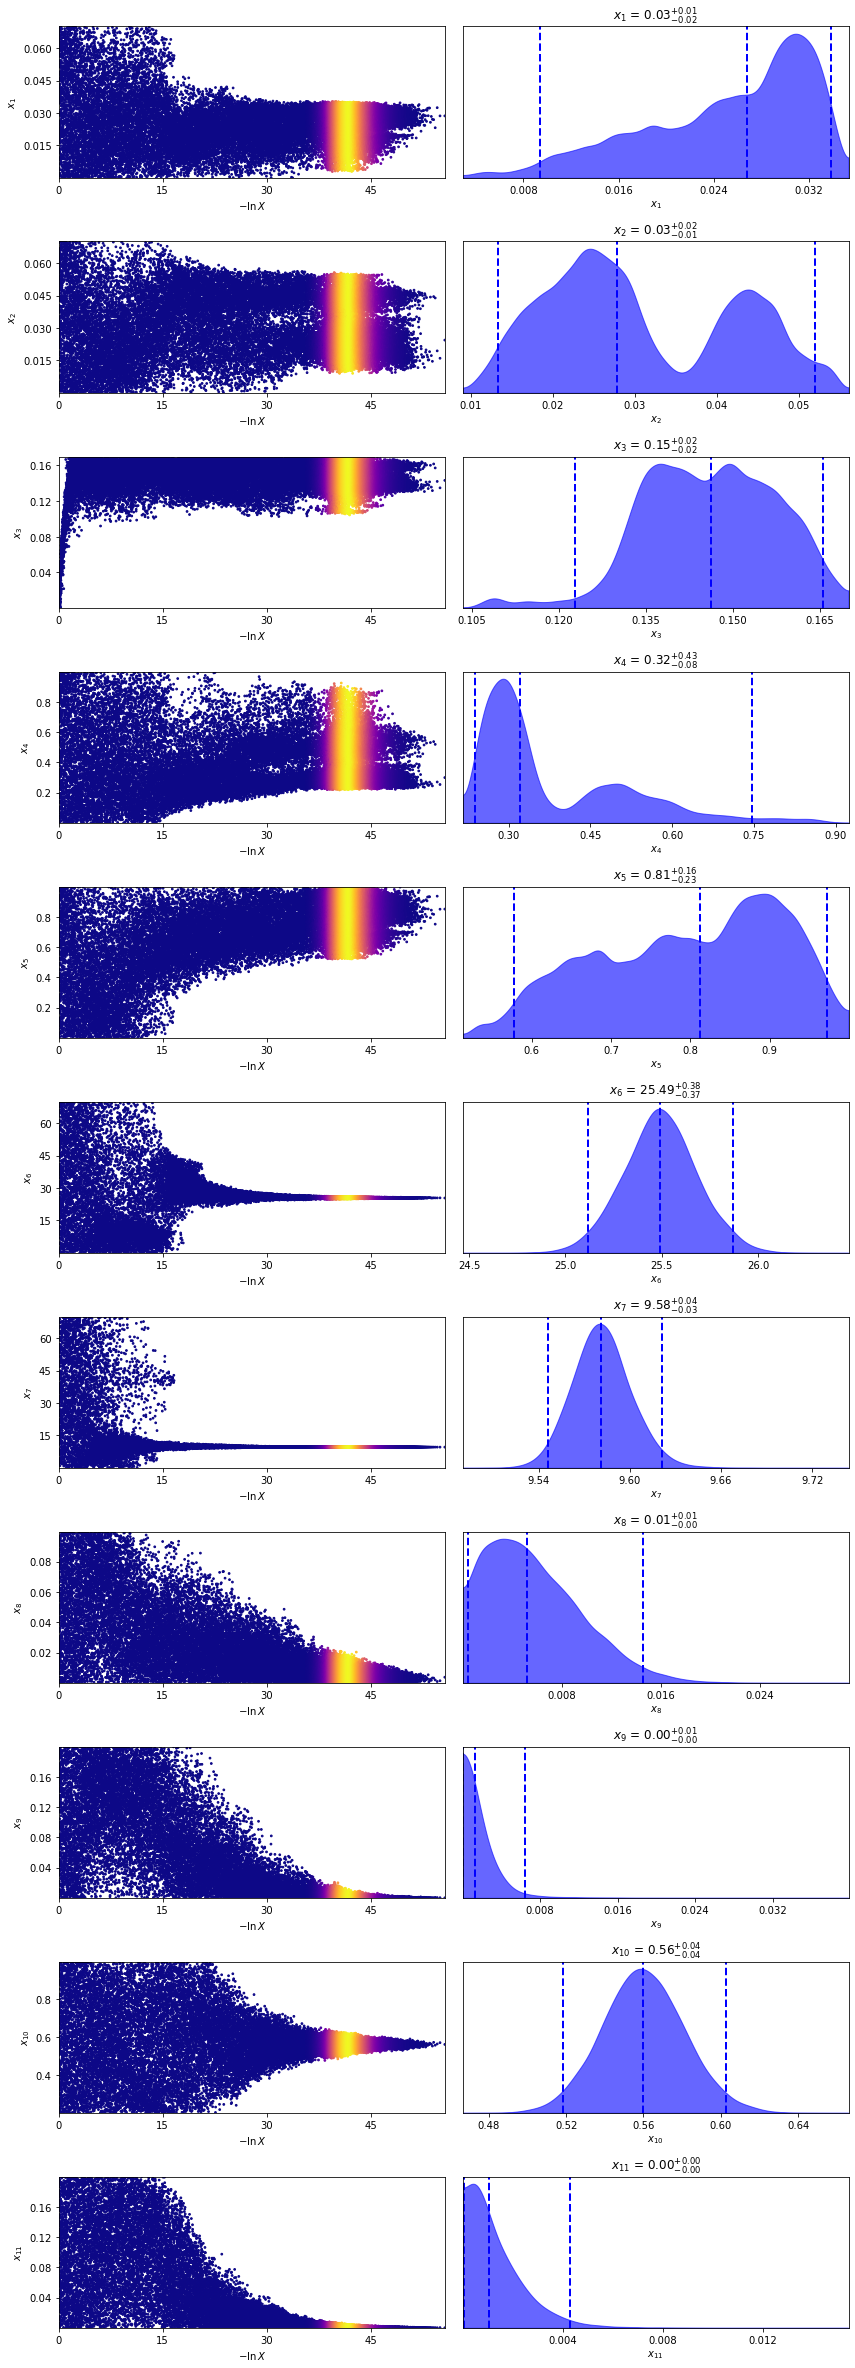 x₁ = 0.03⁺⁰·⁰¹₋₀.₀₂
0.060
0.045
0.030
0.015
x₁
0 15 30 45
−ln X
0.008 0.016 0.024 0.032
x₁
x₂ = 0.03⁺⁰·⁰²₋₀.₀₁
0.060
0.045
0.030
0.015
x₂
0 15 30 45
−ln X
0.01 0.02 0.03 0.04 0.05
x₂
x₃ = 0.15⁺⁰·⁰²₋₀.₀₂
0.16
0.12
0.08
0.04
x₃
0 15 30 45
−ln X
0.105 0.120 0.135 0.150 0.165
x₃
x₄ = 0.32⁺⁰·⁴³₋₀.₀₈
0.8
0.6
0.4
0.2
x₄
0 15 30 45
−ln X
0.30 0.45 0.60 0.75 0.90
x₄
x₅ = 0.81⁺⁰·¹⁶₋₀.₂₃
0.8
0.6
0.4
0.2
x₅
0 15 30 45
−ln X
0.6 0.7 0.8 0.9
x₅
x₆ = 25.49⁺⁰·³⁸₋₀.₃₇
60
45
30
15
x₆
0 15 30 45
−ln X
24.5 25.0 25.5 26.0
x₆
x₇ = 9.58⁺⁰·⁰⁴₋₀.₀₃
60
45
30
15
x₇
0 15 30 45
−ln X
9.54 9.60 9.66 9.72
x₇
x₈ = 0.01⁺⁰·⁰¹₋₀.₀₀
0.08
0.06
0.04
0.02
x₈
0 15 30 45
−ln X
0.008 0.016 0.024
x₈
x₉ = 0.00⁺⁰·⁰¹₋₀.₀₀
0.16
0.12
0.08
0.04
x₉
0 15 30 45
−ln X
0.008 0.016 0.024 0.032
x₉
x₁₀ = 0.56⁺⁰·⁰⁴₋₀.₀₄
0.8
0.6
0.4
x₁₀
0 15 30 45
−ln X
0.48 0.52 0.56 0.60 0.64
x₁₀
x₁₁ = 0.00⁺⁰·⁰⁰₋₀.₀₀
0.16
0.12
0.08
0.04
x₁₁
0 15 30 45
−ln X
0.004 0.008 0.012
x₁₁